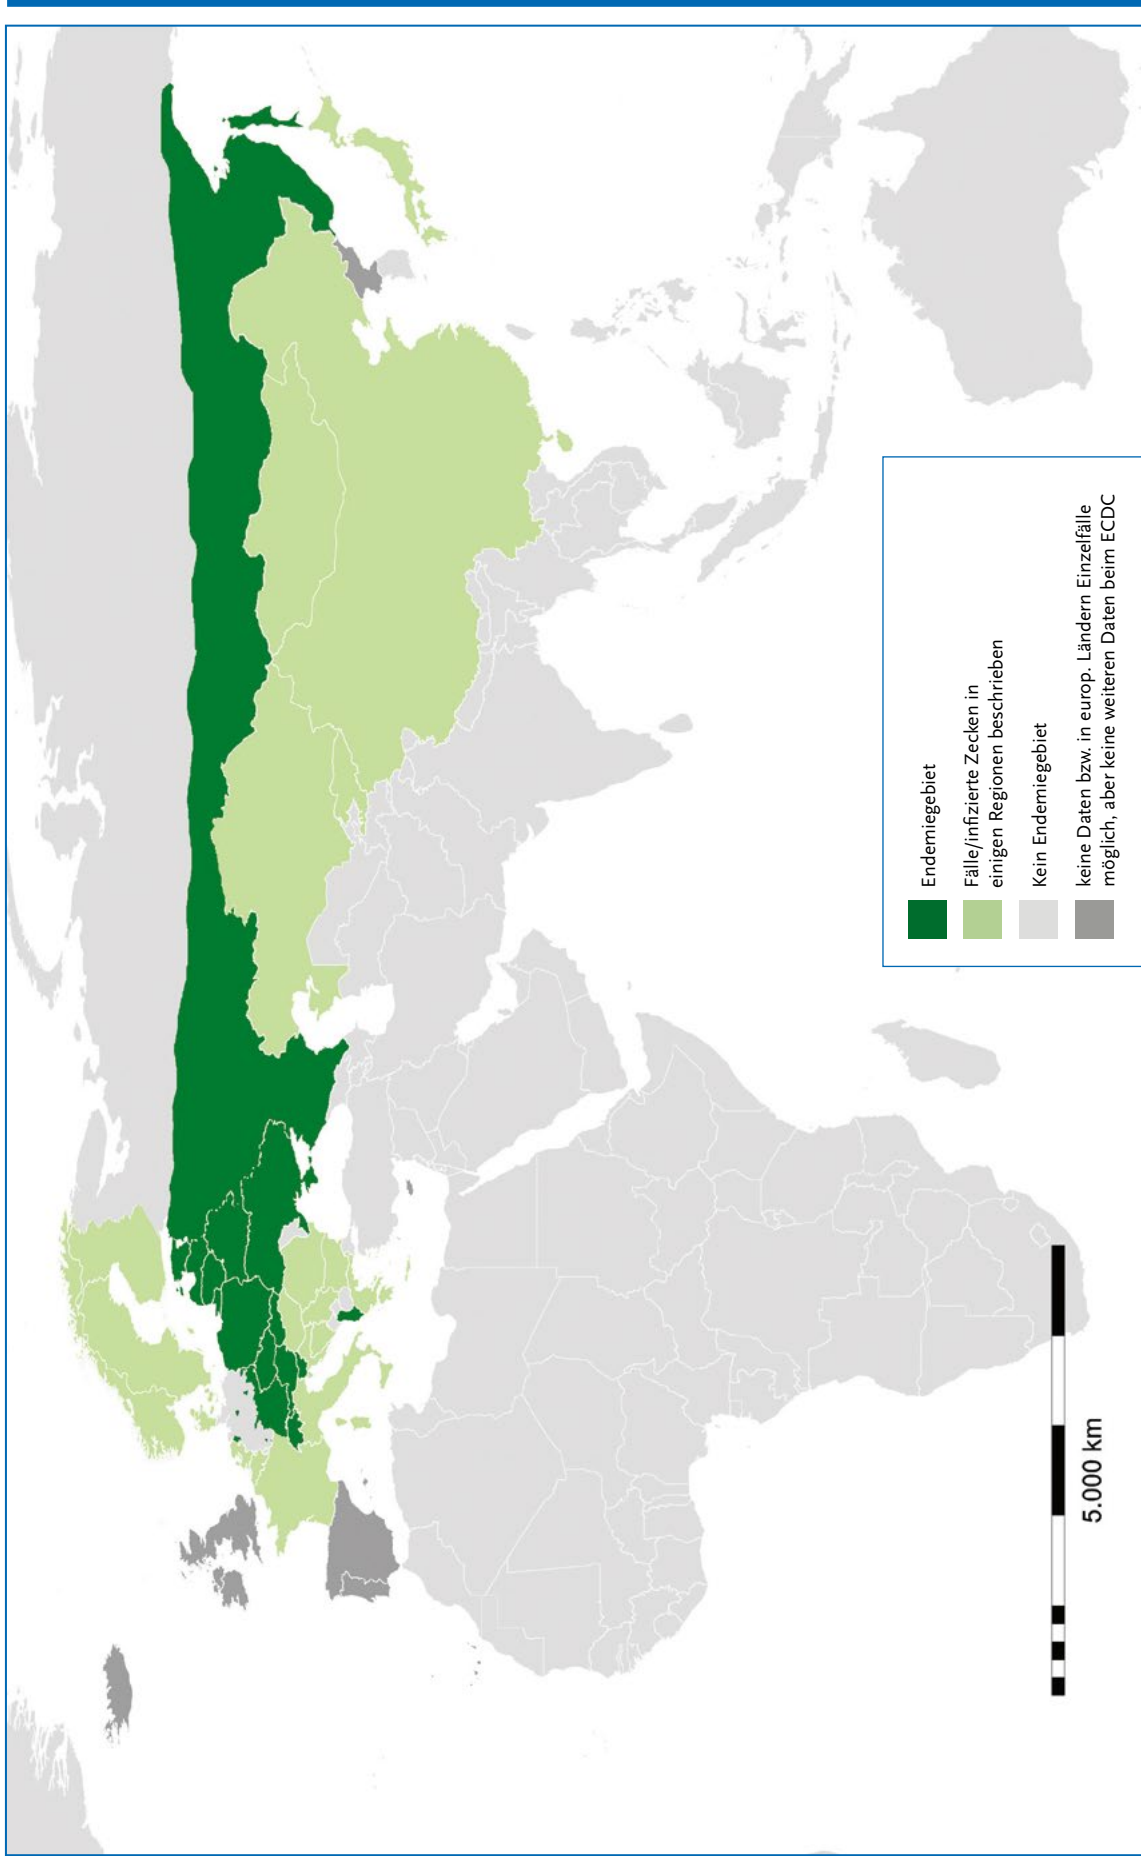 Endemiegebiet
Fälle/infizierte Zecken in
einigen Regionen beschrieben
Kein Endemiegebiet
keine Daten bzw. in europ. Ländern Einzelfälle
möglich, aber keine weiteren Daten beim ECDC
5.000 km